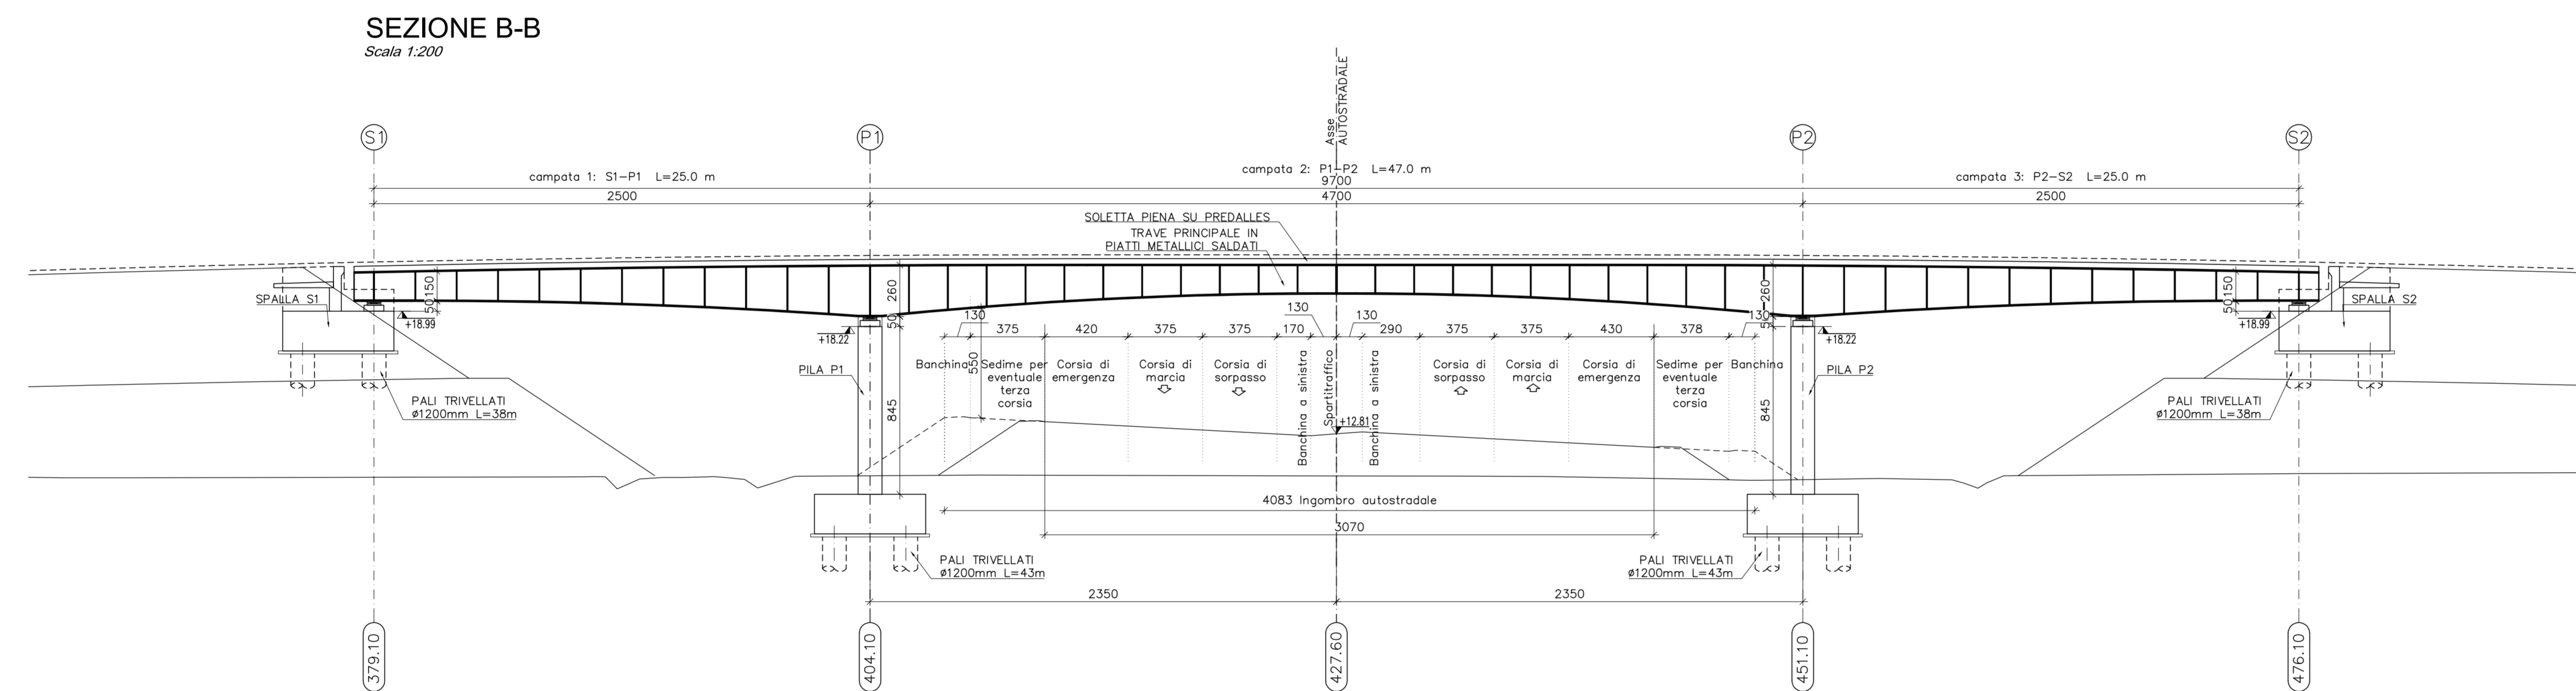 SEZIONE B-B
Scala 1:200
Asse
AUTOSTRADALE
S1
P1
P2
S2
campata 1: S1-P1 L=25.0 m
campata 2: P1-P2 L=47.0 m
campata 3: P2-S2 L=25.0 m
9700
2500
4700
2500
SOLETTA PIENA SU PREDALLES
TRAVE PRINCIPALE IN
PIATTI METALLICI SALDATI
SPALLA S1
150
50
+18.99
260
50
+18.22
130
130
130
130
260
50
+18.22
150
50
+18.99
SPALLA S2
375
420
375
375
170
290
375
375
430
378
550
Banchina
Sedime per
eventuale
terza
corsia
Corsia di
emergenza
Corsia di
marcia
Corsia di
sorpasso
Banchina a sinistra
Spartitraffico
Banchina a sinistra
Corsia di
sorpasso
Corsia di
marcia
Corsia di
emergenza
Sedime per
eventuale
terza
corsia
Banchina
PILA P1
PILA P2
845
845
+12.81
PALI TRIVELLATI
ø1200mm L=38m
PALI TRIVELLATI
ø1200mm L=38m
4083 Ingombro autostradale
3070
PALI TRIVELLATI
ø1200mm L=43m
PALI TRIVELLATI
ø1200mm L=43m
2350
2350
379.10
404.10
427.60
451.10
476.10